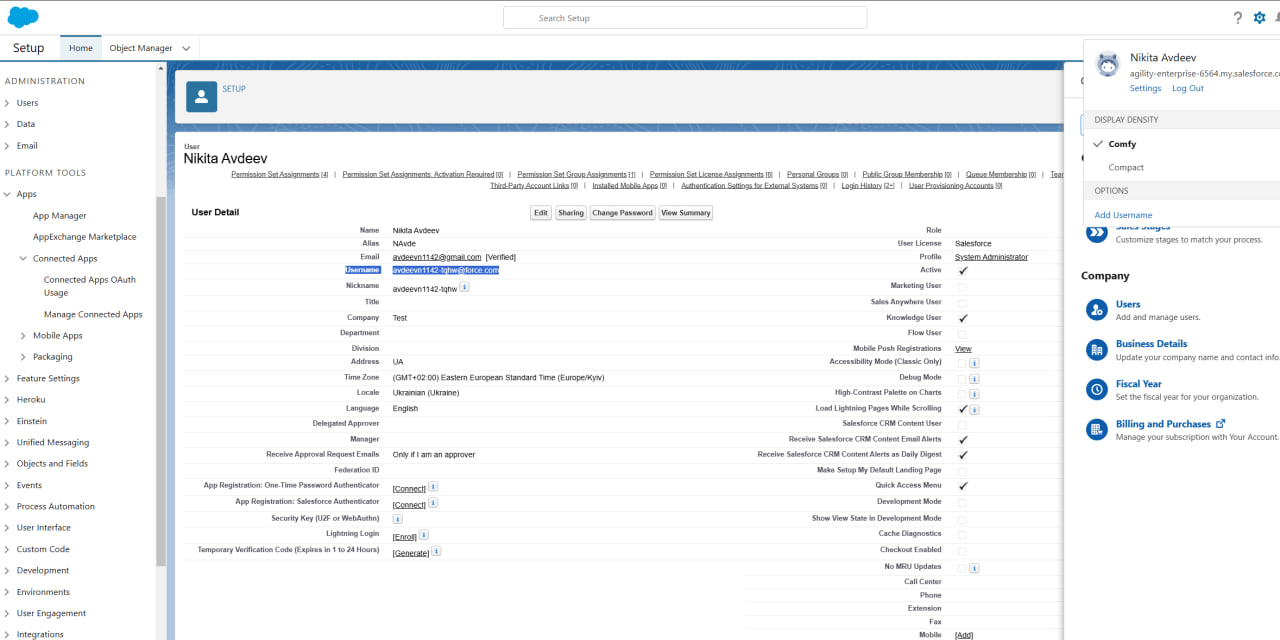 Search Setup
Setup
Home
Object Manager
ADMINISTRATION
Users
Data
Email
PLATFORM TOOLS
Apps
App Manager
AppExchange Marketplace
Connected Apps
Connected Apps OAuth
Usage
Manage Connected Apps
Mobile Apps
Packaging
Feature Settings
Heroku
Einstein
Unified Messaging
Objects and Fields
Events
Process Automation
User Interface
Custom Code
Development
Environments
User Engagement
Integrations
SETUP
User
Nikita Avdeev
Permission Set Assignments [4] | Permission Set Assignments: Activation Required [0] | Permission Set Group Assignments [1] | Permission Set License Assignments [6] | Personal Groups [0] | Public Group Membership [0] | Queue Membership [0] | Tea
Third-Party Account Links [0] | Installed Mobile Apps [0] | Authentication Settings for External Systems [0] | Login History [2+] | User Provisioning Accounts [0]
User Detail
Edit Sharing Change Password View Summary
Name Nikita Avdeev
Alias NAvde
Email avdeevn1142@gmail.com [Verified]
Username avdeevn1142-tqhw@force.com
Nickname avdeevn1142-tqhw i
Title
Company Test
Department
Division
Address UA
Time Zone (GMT+02:00) Eastern European Standard Time (Europe/Kyiv)
Locale Ukrainian (Ukraine)
Language English
Delegated Approver
Manager
Receive Approval Request Emails Only if I am an approver
Federation ID
App Registration: One-Time Password Authenticator [Connect] i
App Registration: Salesforce Authenticator [Connect] i
Security Key (U2F or WebAuthn) i
Lightning Login [Enroll] i
Temporary Verification Code (Expires in 1 to 24 Hours) [Generate] i
Role
User License Salesforce
Profile System Administrator
Active
Marketing User
Sales Anywhere User
Knowledge User
Flow User
Mobile Push Registrations View
Accessibility Mode (Classic Only) i
Debug Mode i
High-Contrast Palette on Charts i
Load Lightning Pages While Scrolling i
Salesforce CRM Content User
Receive Salesforce CRM Content Email Alerts
Receive Salesforce CRM Content Alerts as Daily Digest
Make Setup My Default Landing Page
Quick Access Menu
Development Mode
Show View State in Development Mode
Cache Diagnostics
Checkout Enabled
No MRU Updates i
Call Center
Phone
Extension
Fax
Mobile [Add]
?
Nikita Avdeev
agility-enterprise-6564.my.salesforce.co
Settings Log Out
DISPLAY DENSITY
Comfy
Compact
OPTIONS
Add Username
Sales Stages
Customize stages to match your process.
Company
Users
Add and manage users.
Business Details
Update your company name and contact info.
Fiscal Year
Set the fiscal year for your organization.
Billing and Purchases
Manage your subscription with Your Account.